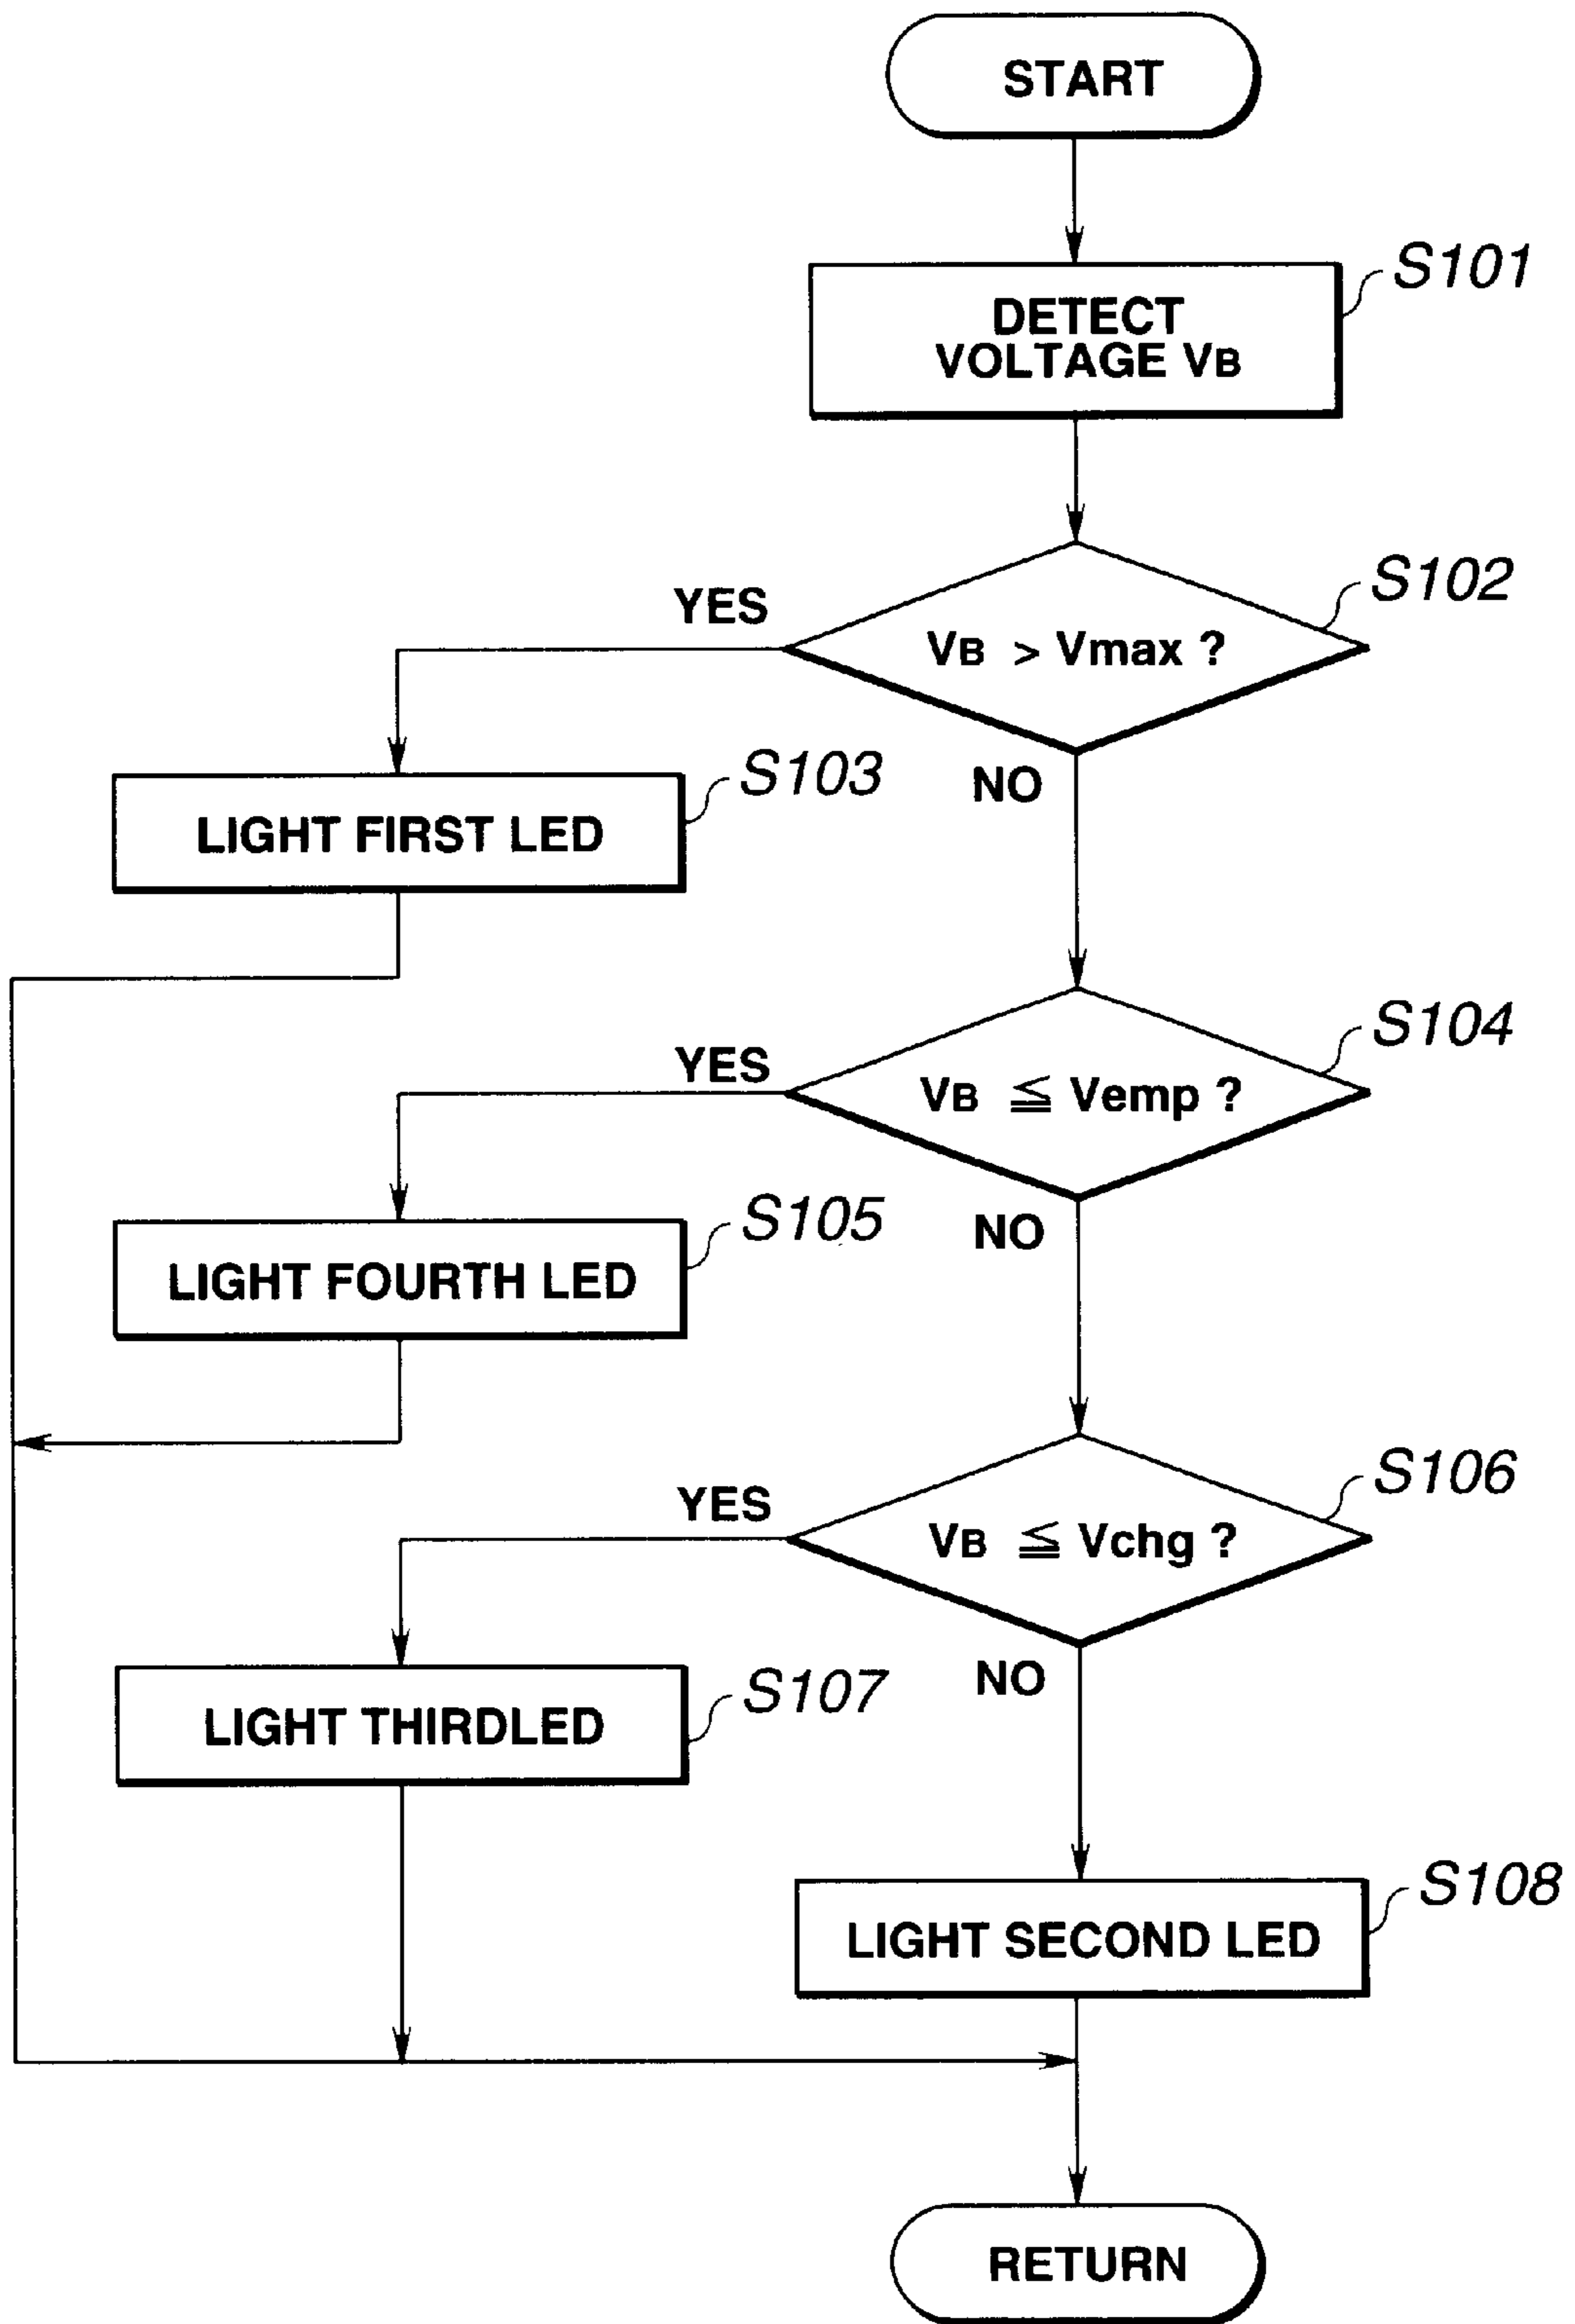 START
S101
DETECT
VOLTAGE VB
S102
YES
VB > Vmax ?
S103
NO
LIGHT FIRST LED
S104
YES
VB ≦ Vemp ?
S105
NO
LIGHT FOURTH LED
S106
YES
VB ≦ Vchg ?
S107
NO
LIGHT THIRDLED
S108
LIGHT SECOND LED
RETURN